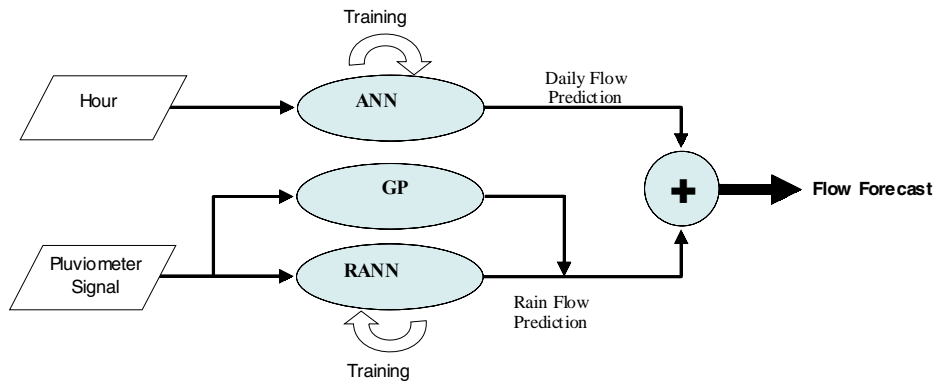 Training
Hour
ANN
Daily Flow
Prediction
GP
+
Flow Forecast
Pluviometer
Signal
RANN
Rain Flow
Prediction
Training